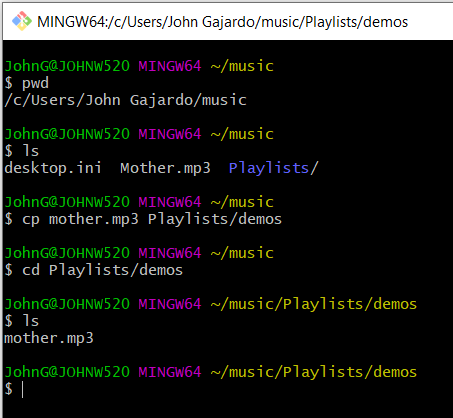 MINGW64:/c/Users/John Gajardo/music/Playlists/demos
JohnG@JOHNW520 MINGW64 ~/music
$ pwd
/c/Users/John Gajardo/music
JohnG@JOHNW520 MINGW64 ~/music
$ ls
desktop.ini  Mother.mp3  Playlists/
JohnG@JOHNW520 MINGW64 ~/music
$ cp mother.mp3 Playlists/demos
JohnG@JOHNW520 MINGW64 ~/music
$ cd Playlists/demos
JohnG@JOHNW520 MINGW64 ~/music/Playlists/demos
$ ls
mother.mp3
JohnG@JOHNW520 MINGW64 ~/music/Playlists/demos
$